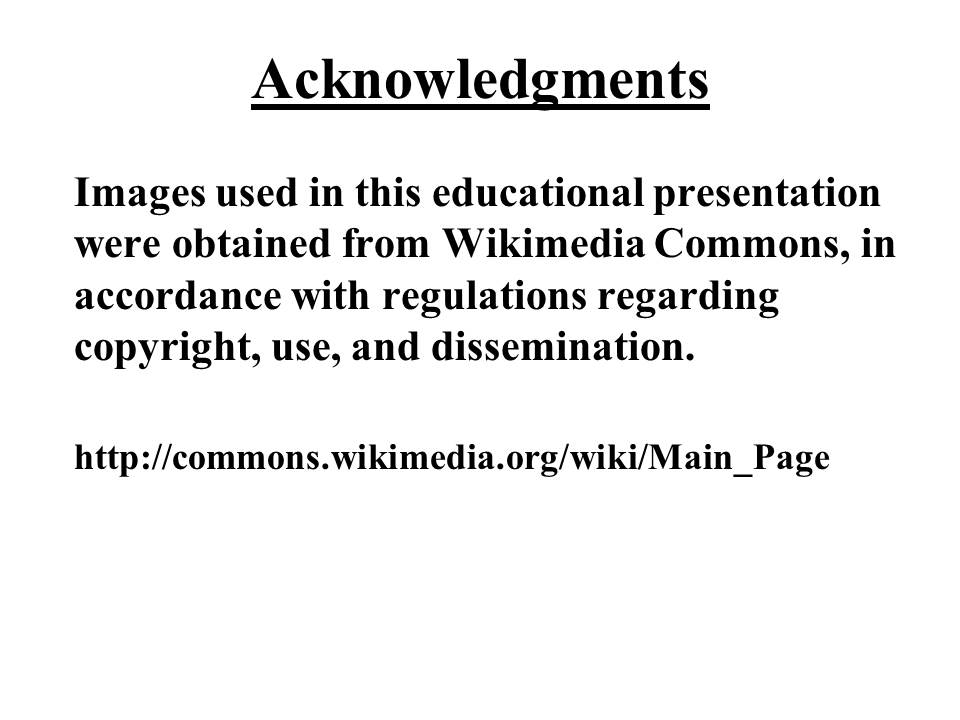 Acknowledgments
Images used in this educational presentation
were obtained from Wikimedia Commons, in
accordance with regulations regarding
copyright, use, and dissemination.
http://commons.wikimedia.org/wiki/Main_Page